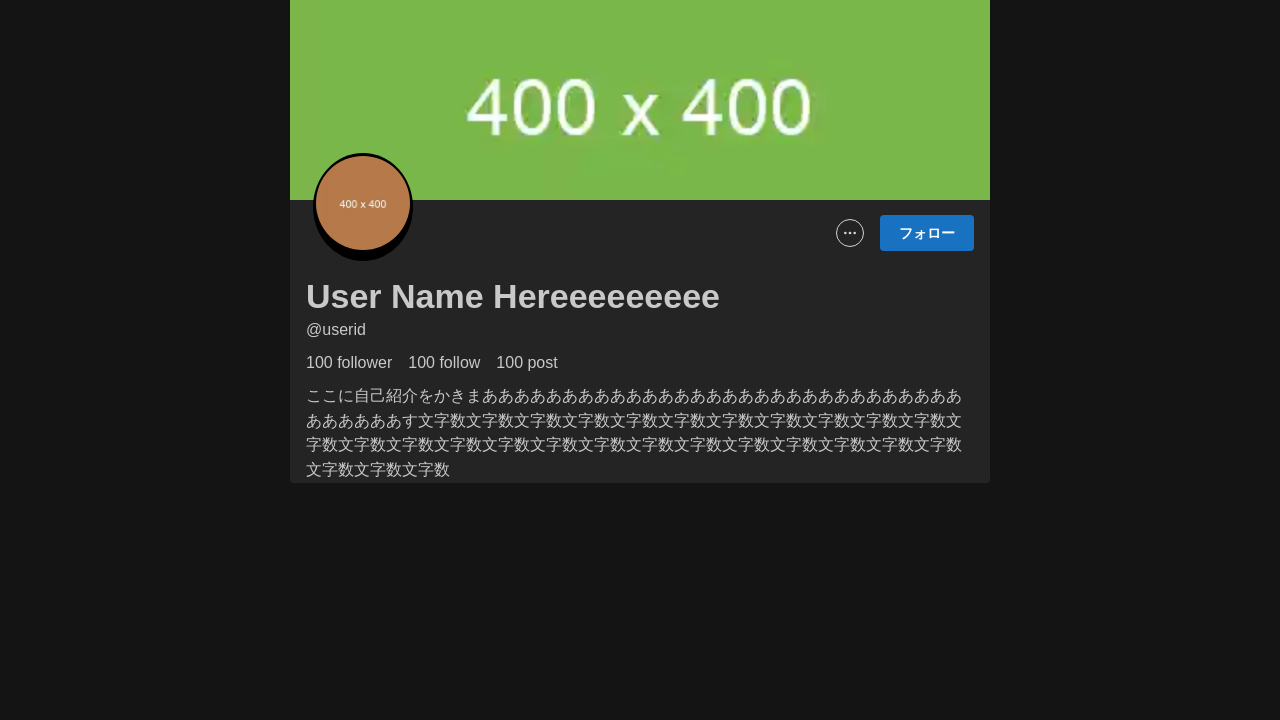 400 x 400
400 x 400
フォロー
User Name Hereeeeeeeee
@userid
100 follower 100 follow 100 post
ここに自己紹介をかきまああああああああああああああああああああああああああああああ
ああああああす文字数文字数文字数文字数文字数文字数文字数文字数文字数文字数文字数文
字数文字数文字数文字数文字数文字数文字数文字数文字数文字数文字数文字数文字数文字数
文字数文字数文字数